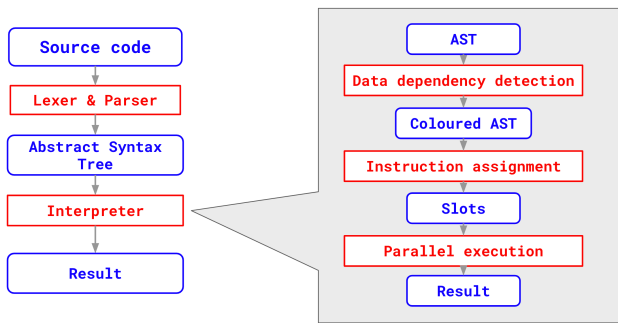 Source code
Lexer & Parser
Abstract Syntax
Tree
Interpreter
Result
AST
Data dependency detection
Coloured AST
Instruction assignment
Slots
Parallel execution
Result